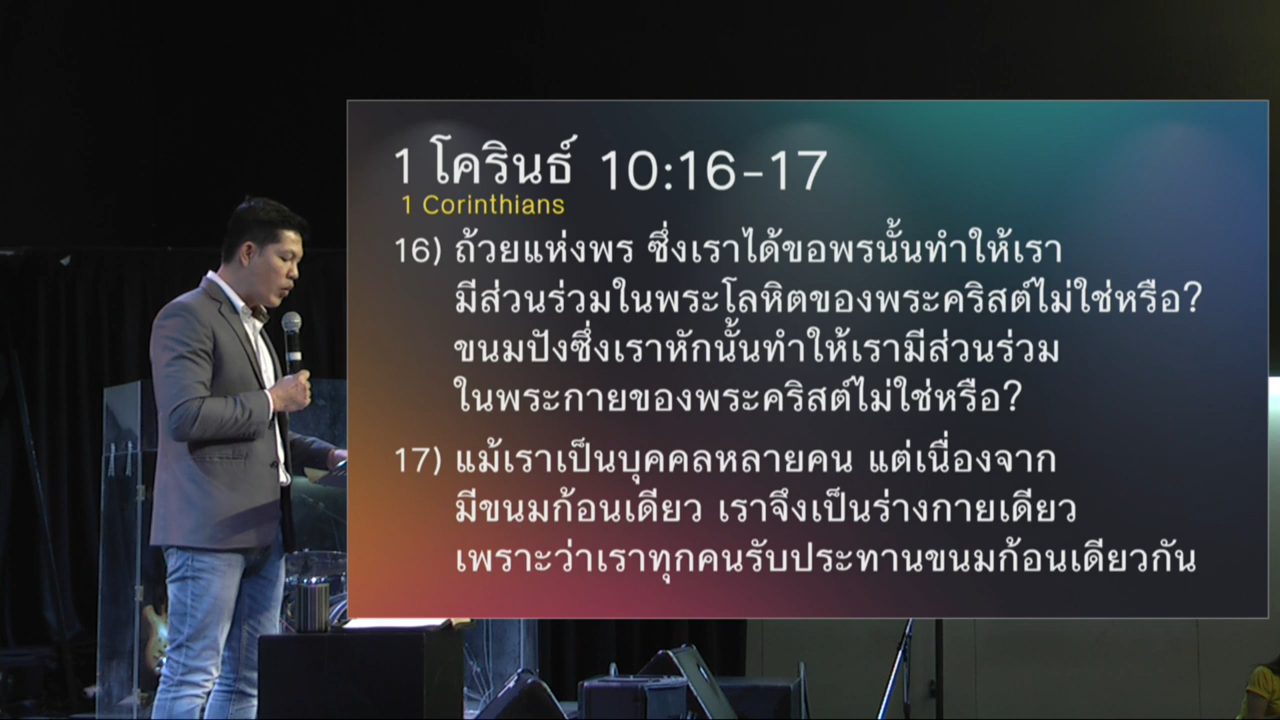 1 โครินธ์ 10:16-17
1 Corinthians
16) ถ้วยแห่งพร ซึ่งเราได้ขอพรนั้นทำให้เรา
มีส่วนร่วมในพระโลหิตของพระคริสต์ไม่ใช่หรือ?
ขนมปังซึ่งเราหักนั้นทำให้เรามีส่วนร่วม
ในพระกายของพระคริสต์ไม่ใช่หรือ?
17) แม้เราเป็นบุคคลหลายคน แต่เนื่องจาก
มีขนมก้อนเดียว เราจึงเป็นร่างกายเดียว
เพราะว่าเราทุกคนรับประทานขนมก้อนเดียวกัน